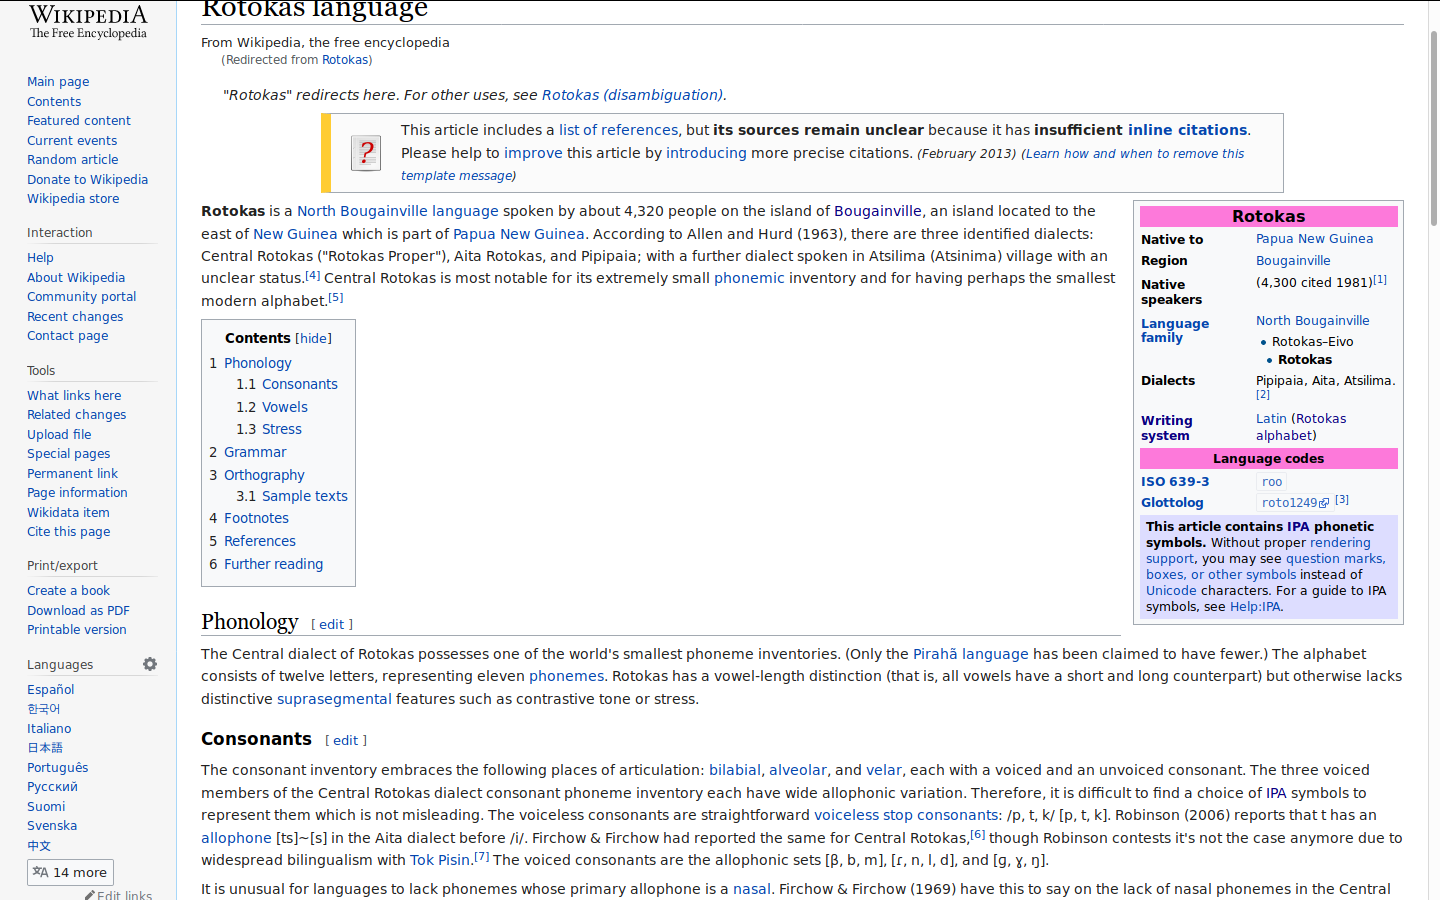 WIKIPEDIA
The Free Encyclopedia
Main page
Contents
Featured content
Current events
Random article
Donate to Wikipedia
Wikipedia store
Interaction
Help
About Wikipedia
Community portal
Recent changes
Contact page
Tools
What links here
Related changes
Upload file
Special pages
Permanent link
Page information
Wikidata item
Cite this page
Print/export
Create a book
Download as PDF
Printable version
Languages
Español
한국어
Italiano
日本語
Português
Русский
Suomi
Svenska
中文
14 more
Edit links
Rotokas language
From Wikipedia, the free encyclopedia
(Redirected from Rotokas)
"Rotokas" redirects here. For other uses, see Rotokas (disambiguation).
This article includes a list of references, but its sources remain unclear because it has insufficient inline citations.
Please help to improve this article by introducing more precise citations. (February 2013) (Learn how and when to remove this
template message)
Rotokas is a North Bougainville language spoken by about 4,320 people on the island of Bougainville, an island located to the
east of New Guinea which is part of Papua New Guinea. According to Allen and Hurd (1963), there are three identified dialects:
Central Rotokas ("Rotokas Proper"), Aita Rotokas, and Pipipaia; with a further dialect spoken in Atsilima (Atsinima) village with an
unclear status.[4] Central Rotokas is most notable for its extremely small phonemic inventory and for having perhaps the smallest
modern alphabet.[5]
Contents [hide]
1 Phonology
1.1 Consonants
1.2 Vowels
1.3 Stress
2 Grammar
3 Orthography
3.1 Sample texts
4 Footnotes
5 References
6 Further reading
Rotokas
Native to Papua New Guinea
Region Bougainville
Native speakers (4,300 cited 1981)[1]
Language family North Bougainville
• Rotokas–Eivo
• Rotokas
Dialects Pipipaia, Aita, Atsilima.
[2]
Writing system Latin (Rotokas
alphabet)
Language codes
ISO 639-3 roo
Glottolog roto1249 [3]
This article contains IPA phonetic
symbols. Without proper rendering
support, you may see question marks,
boxes, or other symbols instead of
Unicode characters. For a guide to IPA
symbols, see Help:IPA.
Phonology [ edit ]
The Central dialect of Rotokas possesses one of the world's smallest phoneme inventories. (Only the Pirahã language has been claimed to have fewer.) The alphabet
consists of twelve letters, representing eleven phonemes. Rotokas has a vowel-length distinction (that is, all vowels have a short and long counterpart) but otherwise lacks
distinctive suprasegmental features such as contrastive tone or stress.
Consonants [ edit ]
The consonant inventory embraces the following places of articulation: bilabial, alveolar, and velar, each with a voiced and an unvoiced consonant. The three voiced
members of the Central Rotokas dialect consonant phoneme inventory each have wide allophonic variation. Therefore, it is difficult to find a choice of IPA symbols to
represent them which is not misleading. The voiceless consonants are straightforward voiceless stop consonants: /p, t, k/ [p, t, k]. Robinson (2006) reports that t has an
allophone [ts]~[s] in the Aita dialect before /i/. Firchow & Firchow had reported the same for Central Rotokas,[6] though Robinson contests it's not the case anymore due to
widespread bilingualism with Tok Pisin.[7] The voiced consonants are the allophonic sets [β, b, m], [ɾ, n, l, d], and [ɡ, ɣ, ŋ].
It is unusual for languages to lack phonemes whose primary allophone is a nasal. Firchow & Firchow (1969) have this to say on the lack of nasal phonemes in the Central